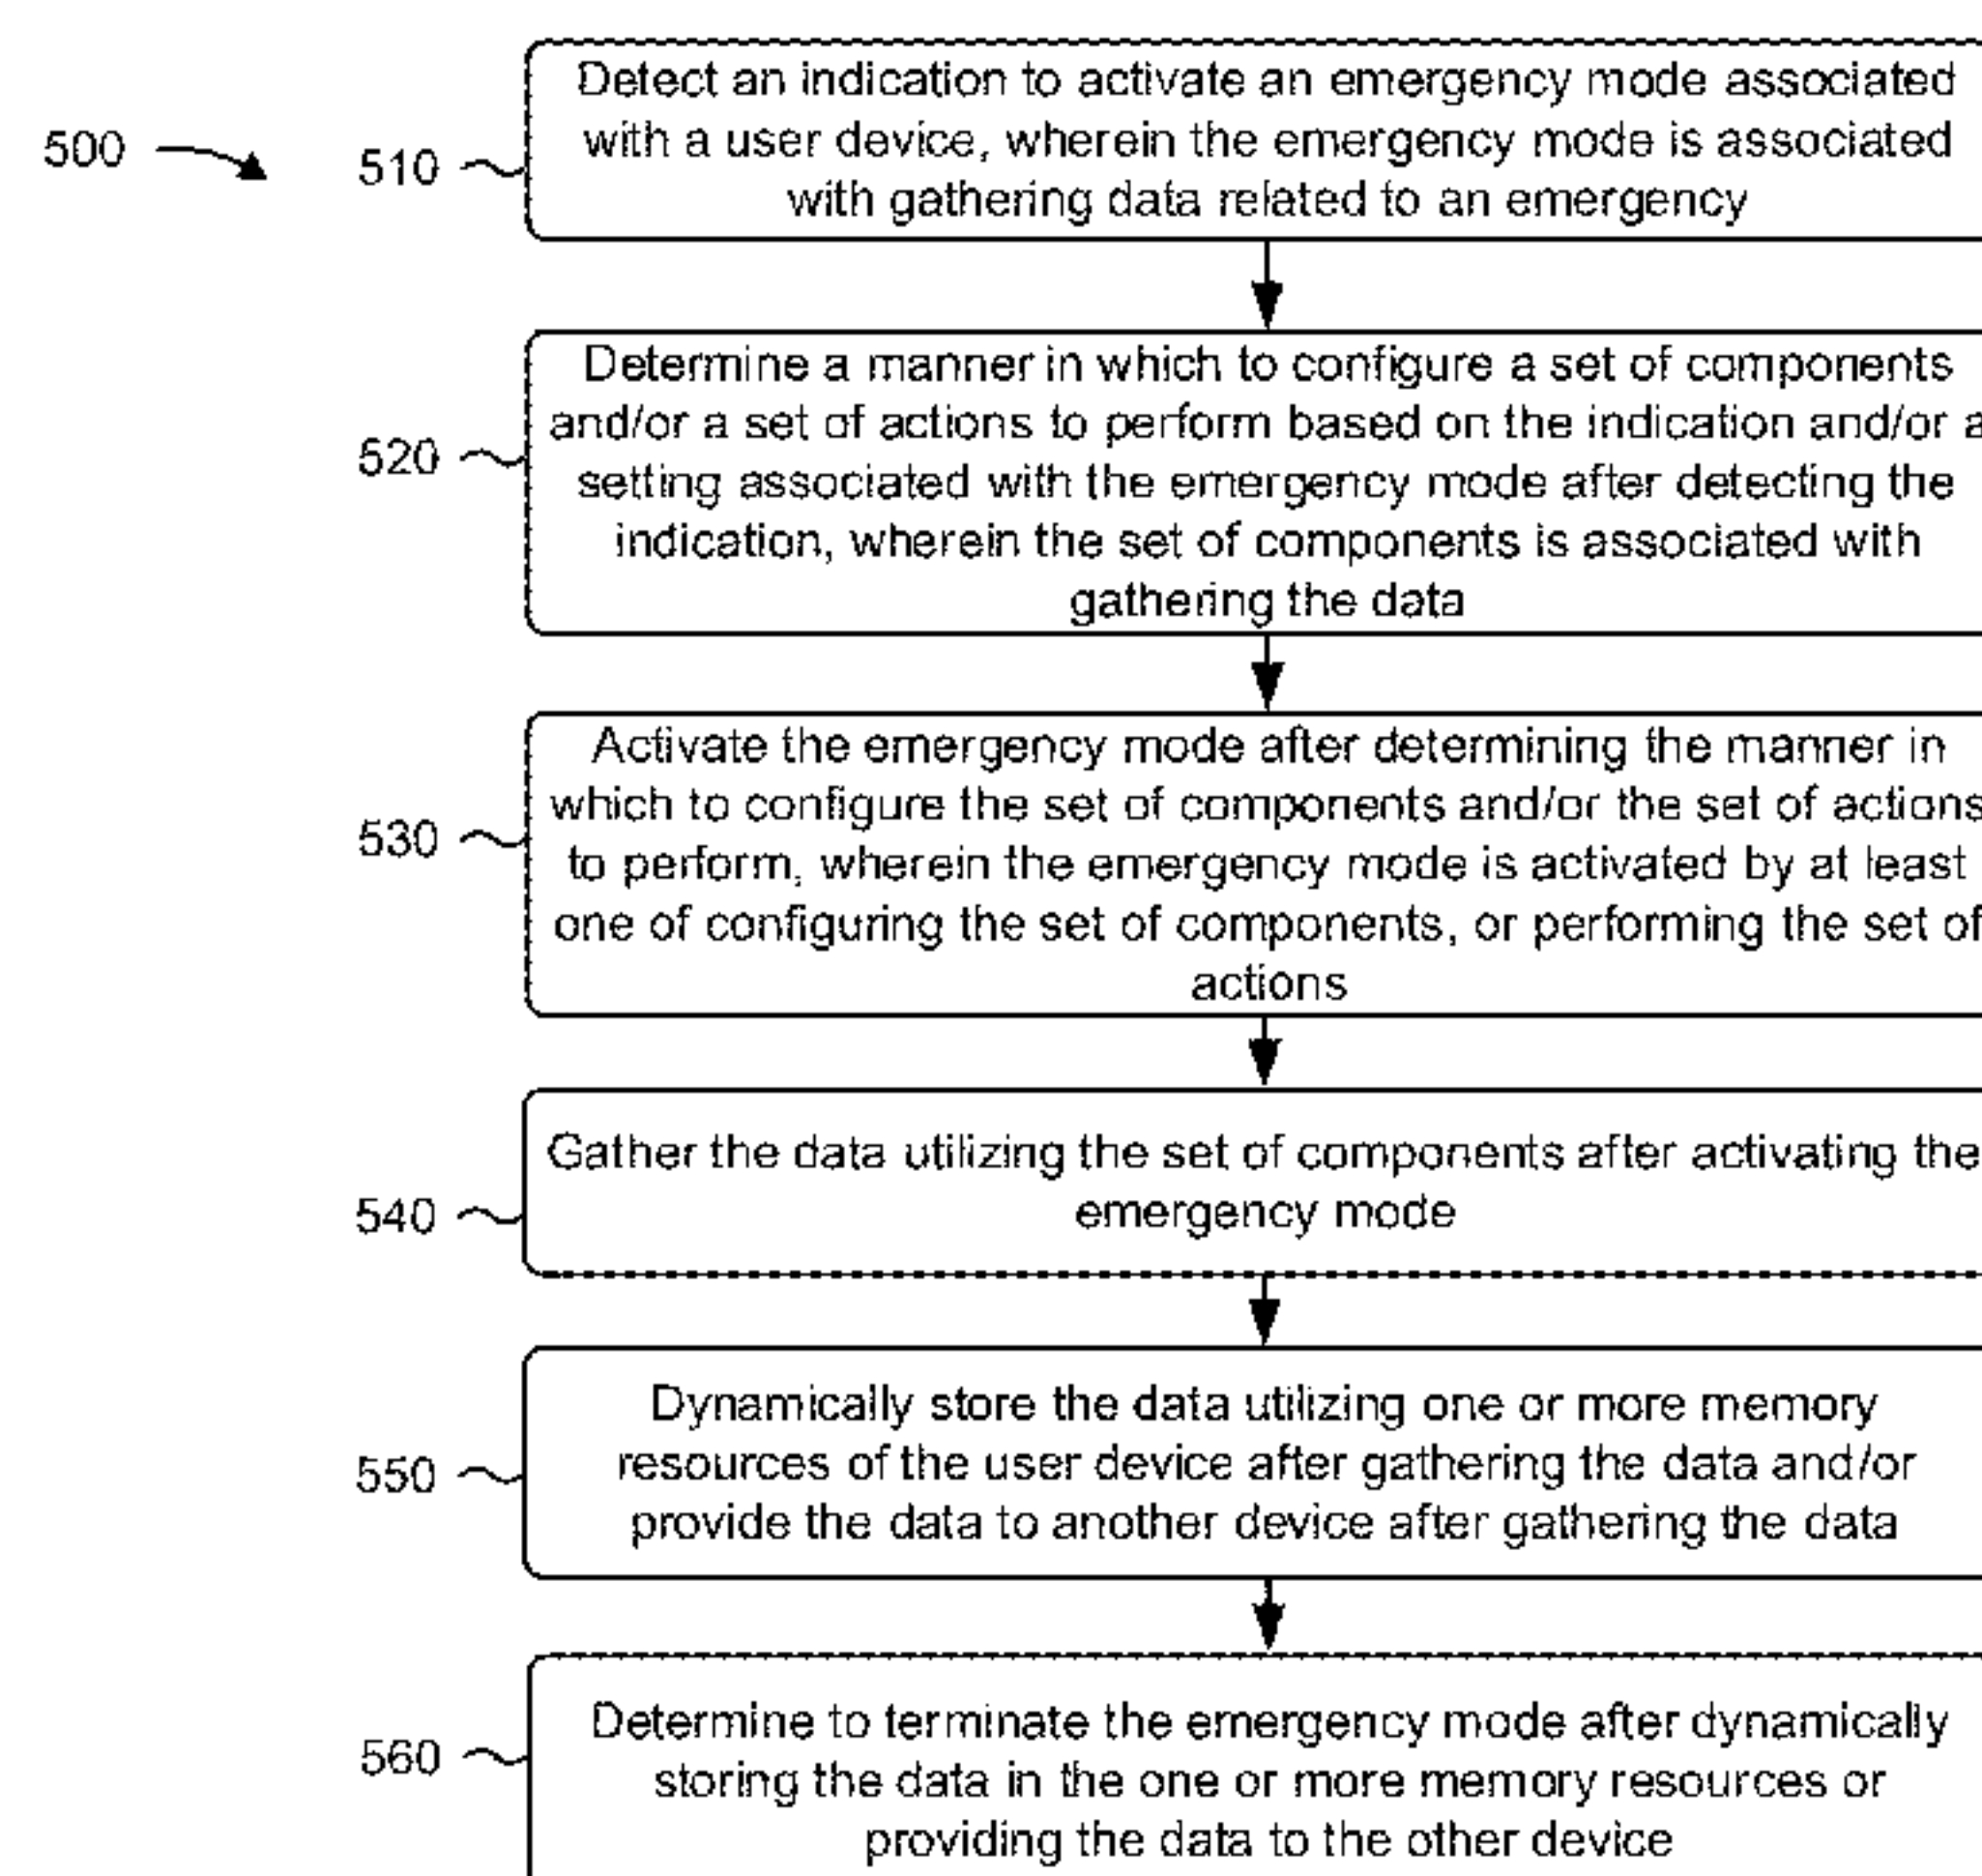 500
510
Detect an indication to activate an emergency mode associated
with a user device, wherein the emergency mode is associated
with gathering data related to an emergency
520
Determine a manner in which to configure a set of components
and/or a set of actions to perform based on the indication and/or a
setting associated with the emergency mode after detecting the
indication, wherein the set of components is associated with
gathering the data
530
Activate the emergency mode after determining the manner in
which to configure the set of components and/or the set of actions
to perform, wherein the emergency mode is activated by at least
one of configuring the set of components, or performing the set of
actions
540
Gather the data utilizing the set of components after activating the
emergency mode
550
Dynamically store the data utilizing one or more memory
resources of the user device after gathering the data and/or
provide the data to another device after gathering the data
560
Determine to terminate the emergency mode after dynamically
storing the data in the one or more memory resources or
providing the data to the other device